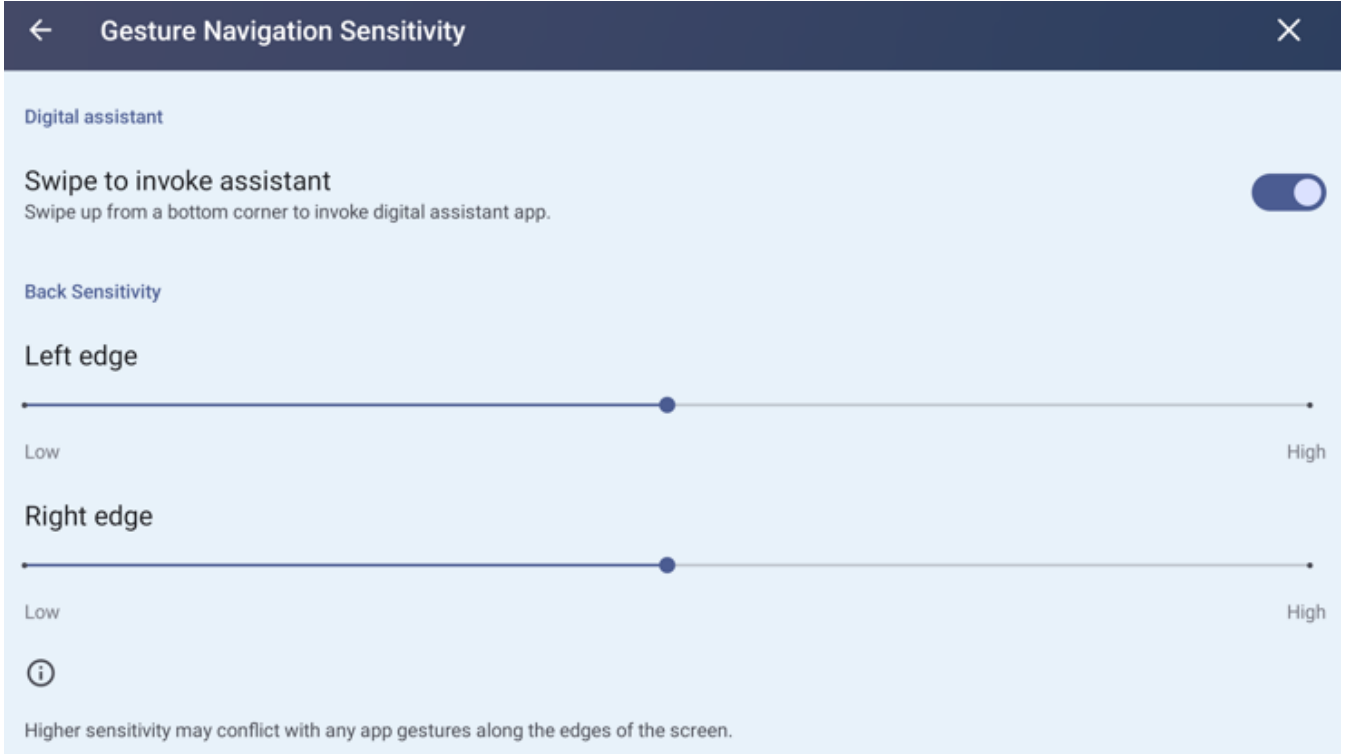 Gesture Navigation Sensitivity
Digital assistant
Swipe to invoke assistant
Swipe up from a bottom corner to invoke digital assistant app.
Back Sensitivity
Left edge
Low High
Right edge
Low High
Higher sensitivity may conflict with any app gestures along the edges of the screen.